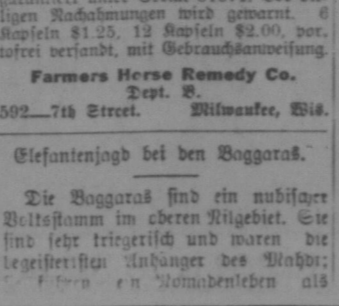 ligen Nachahmungen wird gewarnt. 6
Kapseln $1.25, 12 Kapseln $2.00, por-
tofrei versandt, mit Gebrauchsanweisung.
Farmers Horse Remedy Co.
Dept. B.
592—7th Street. Milwaukee, Wis.
Elefantenjagd bei den Baggaras.
Die Baggaras sind ein nubischer
Volksstamm im oberen Nilgebiet. Sie
sind sehr kriegerisch und waren die
begeistertsten Anhänger des Mahdi;
ein Nomadenleben als